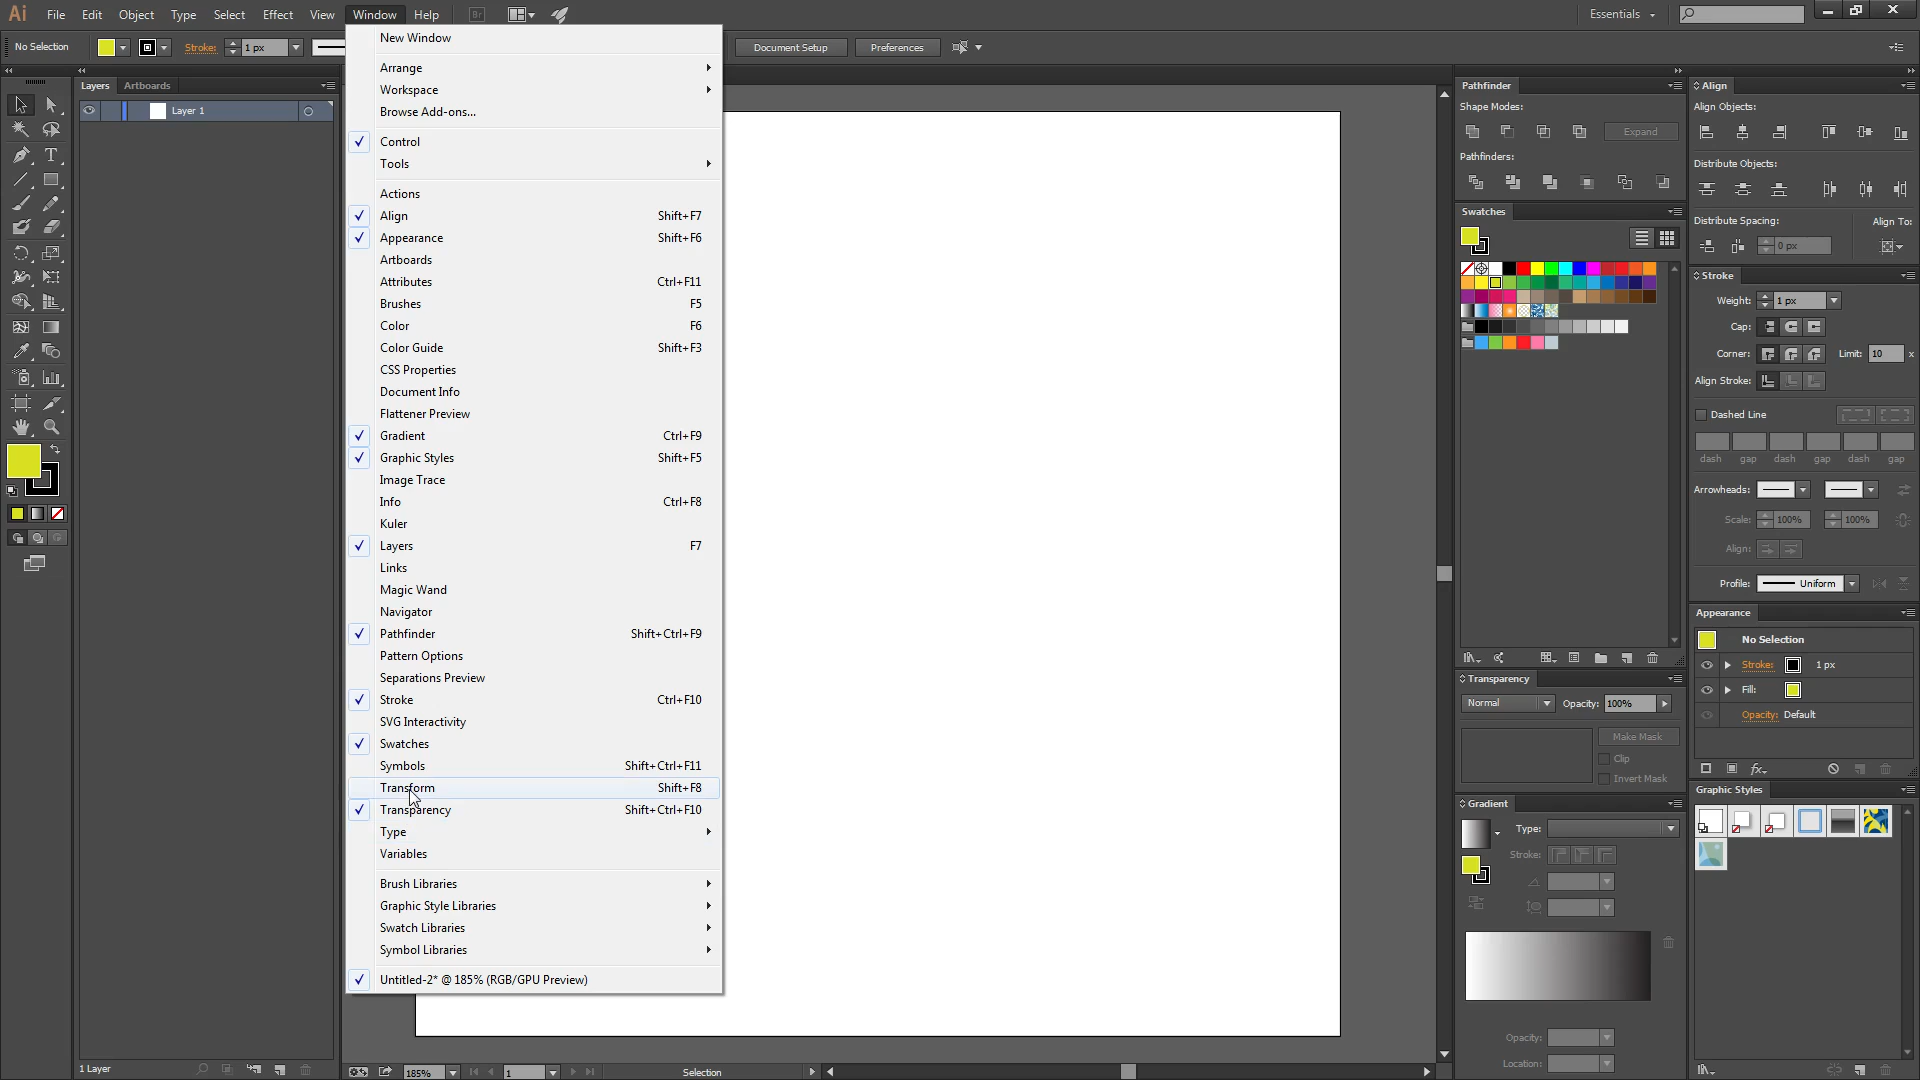 Ai File Edit Object Type Select Effect View Window Help Br Essentials
No Selection Stroke: 1 px Document Setup Preferences
Layers Artboards
Layer 1
1 Layer
New Window
Arrange
Workspace
Browse Add-ons...
Control
Tools
Actions
Align Shift+F7
Appearance Shift+F6
Artboards
Attributes Ctrl+F11
Brushes F5
Color F6
Color Guide Shift+F3
CSS Properties
Document Info
Flattener Preview
Gradient Ctrl+F9
Graphic Styles Shift+F5
Image Trace
Info Ctrl+F8
Kuler
Layers F7
Links
Magic Wand
Navigator
Pathfinder Shift+Ctrl+F9
Pattern Options
Separations Preview
Stroke Ctrl+F10
SVG Interactivity
Swatches
Symbols Shift+Ctrl+F11
Transform Shift+F8
Transparency Shift+Ctrl+F10
Type
Variables
Brush Libraries
Graphic Style Libraries
Swatch Libraries
Symbol Libraries
Untitled-2* @ 185% (RGB/GPU Preview)
185% 1 Selection
Pathfinder
Shape Modes:
Expand
Pathfinders:
Swatches
Transparency
Normal Opacity: 100%
Make Mask
Clip
Invert Mask
Gradient
Type:
Stroke:
Opacity:
Location:
Align
Align Objects:
Distribute Objects:
Distribute Spacing: Align To:
0 px
Stroke
Weight: 1 px
Cap:
Corner: Limit: 10 x
Align Stroke:
Dashed Line
dash gap dash gap dash gap
Arrowheads:
Scale: 100% 100%
Align:
Profile: Uniform
Appearance
No Selection
Stroke: 1 px
Fill:
Opacity: Default
fx
Graphic Styles